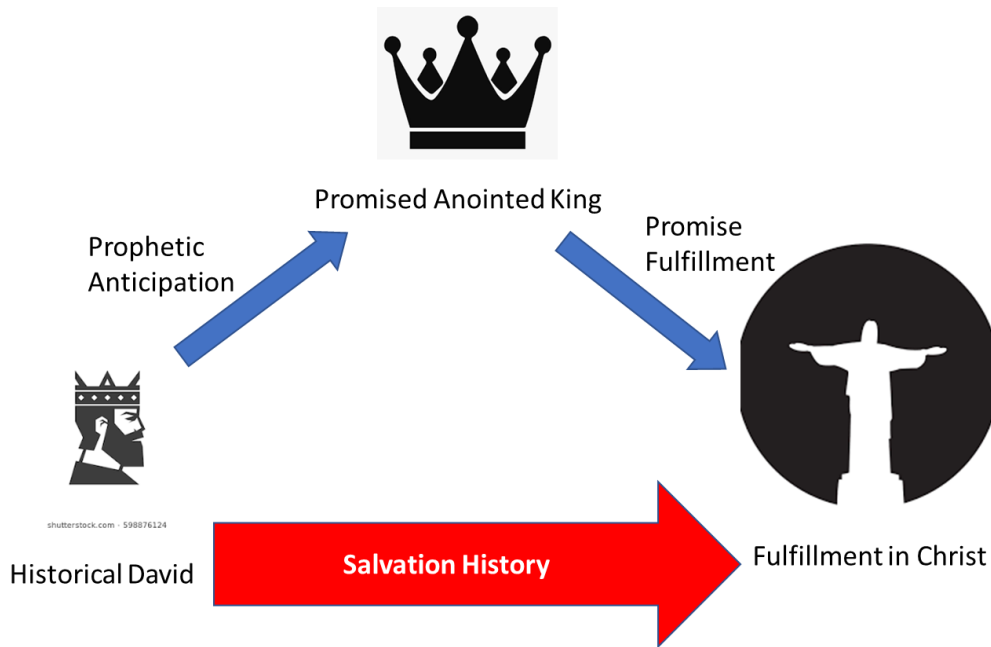 Promised Anointed King
Prophetic
Anticipation
Promise
Fulfillment
shutterstock.com · 598876124
Historical David
Salvation History
Fulfillment in Christ